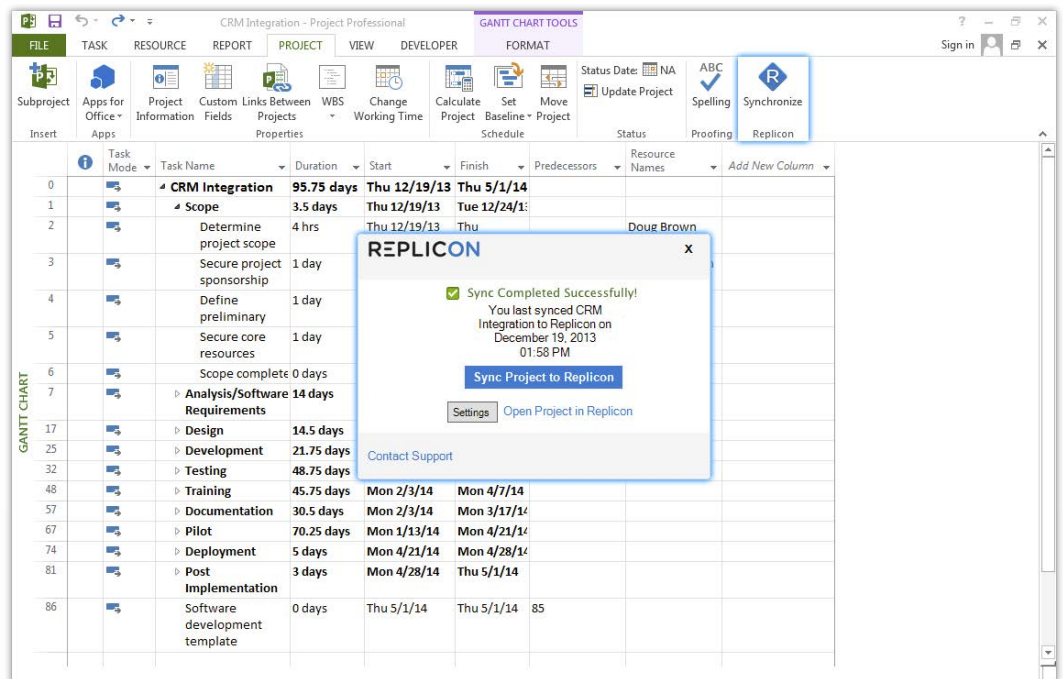 CRM Integration - Project Professional
GANTT CHART TOOLS
FILE TASK RESOURCE REPORT PROJECT VIEW DEVELOPER FORMAT
Sign in
Subproject
Apps for Office
Project Information
Custom Fields
Links Between Projects
WBS
Change Working Time
Calculate Project
Set Baseline
Move Project
Status Date: NA
Update Project
ABC
Spelling
R
Synchronize
Insert Apps Properties Schedule Status Proofing Replicon
Task Mode
Task Name Duration Start Finish Predecessors
Resource Names
Add New Column
0 CRM Integration 95.75 days Thu 12/19/13 Thu 5/1/14
1 Scope 3.5 days Thu 12/19/13 Tue 12/24/1
2 Determine project scope 4 hrs Thu 12/19/13 Thu Doug Brown
3 Secure project sponsorship 1 day
4 Define preliminary 1 day
5 Secure core resources 1 day
6 Scope complete 0 days
7 Analysis/Software Requirements 14 days
17 Design 14.5 days
25 Development 21.75 days
32 Testing 48.75 days
48 Training 45.75 days Mon 2/3/14 Mon 4/7/14
57 Documentation 30.5 days Mon 2/3/14 Mon 3/17/14
67 Pilot 70.25 days Mon 1/13/14 Mon 4/21/14
74 Deployment 5 days Mon 4/21/14 Mon 4/28/14
81 Post Implementation 3 days Mon 4/28/14 Thu 5/1/14
86 Software development template 0 days Thu 5/1/14 Thu 5/1/14 85
GANTT CHART
REPLICON
x
Sync Completed Successfully!
You last synced CRM
Integration to Replicon on
December 19, 2013
01:58 PM
Sync Project to Replicon
Settings Open Project in Replicon
Contact Support